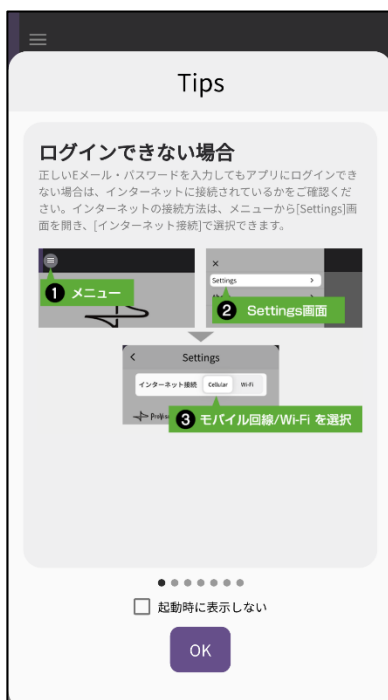 Tips
ログインできない場合
正しいEメール・パスワードを入力してもアプリにログインでき
ない場合は、インターネットに接続されているかをご確認くだ
さい。インターネットの接続方法は、メニューから[Settings]画
面を開き、[インターネット接続]で選択できます。
❶ メニュー
×
Settings >
❷ Settings画面
< Settings
インターネット接続 Cellular Wi-Fi
❸ モバイル回線/Wi-Fi を選択
起動時に表示しない
OK